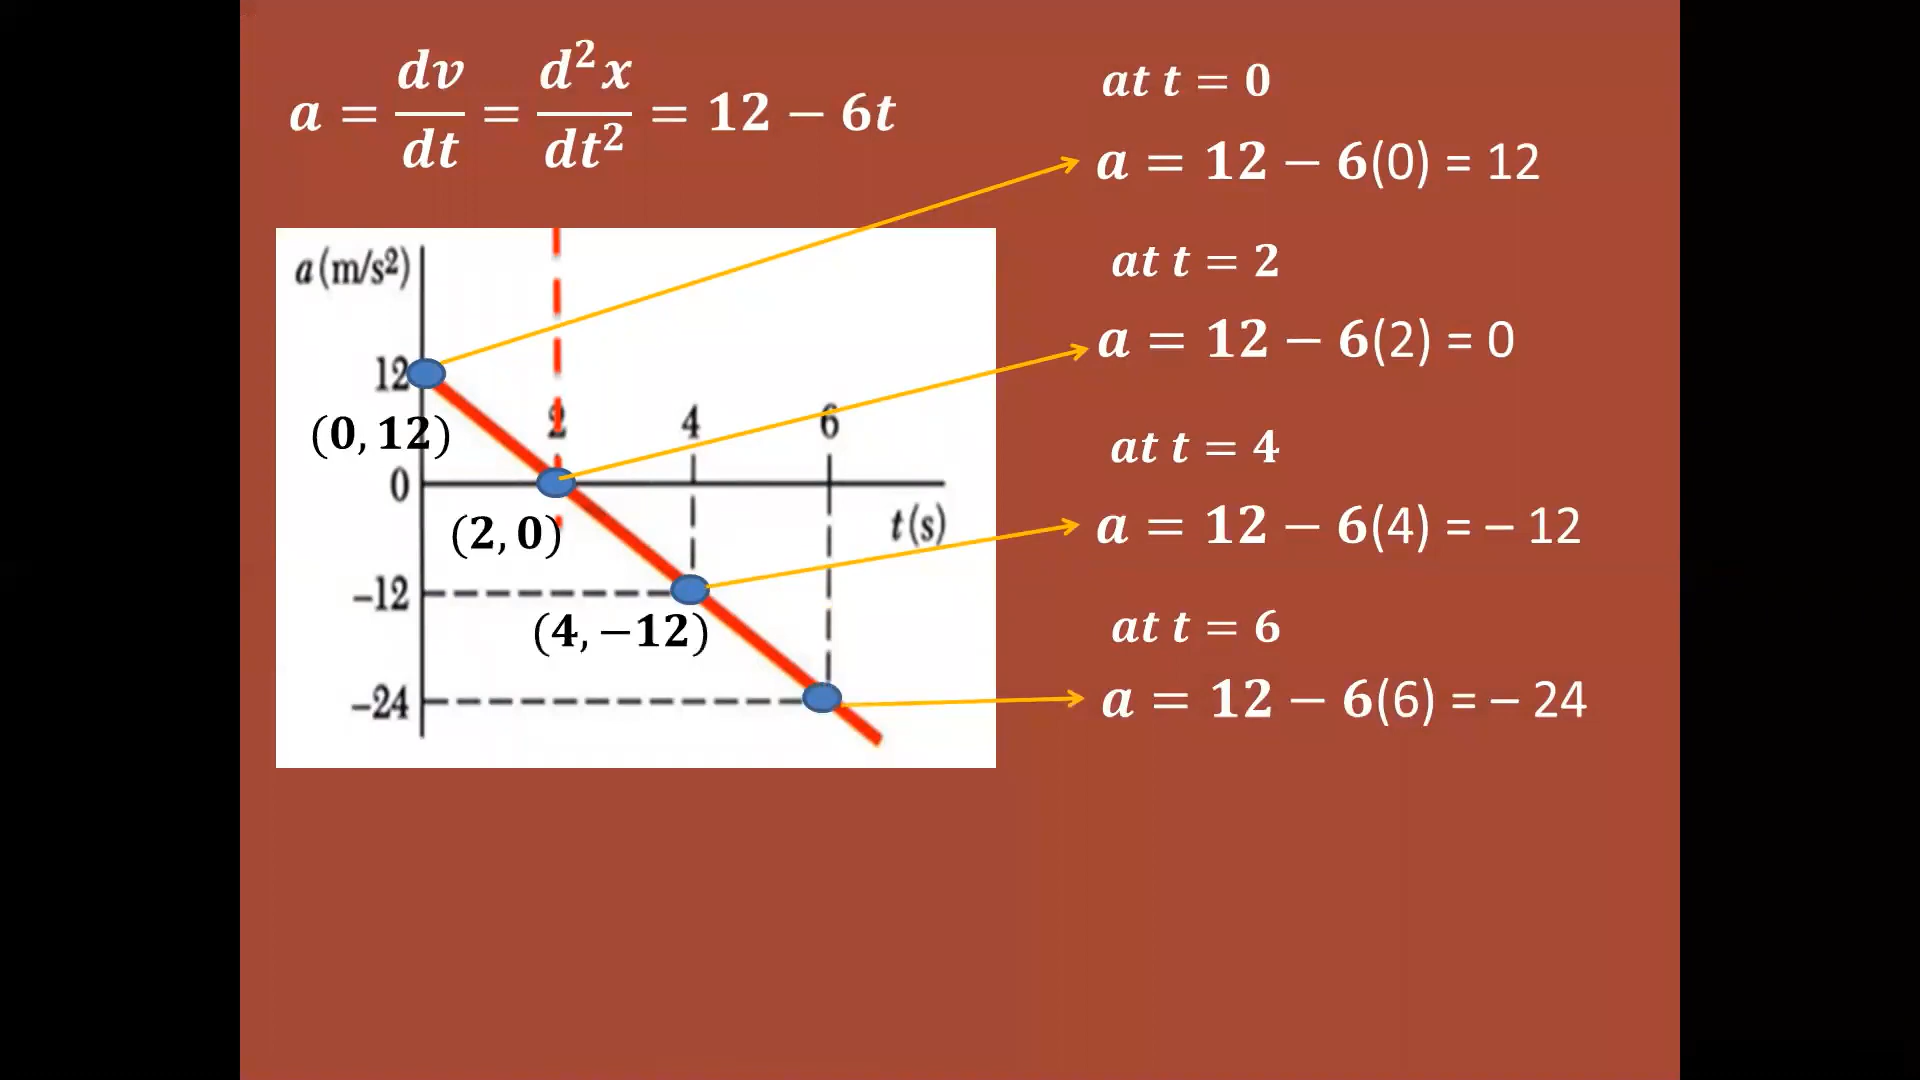 a = dv/dt = d²x/dt² = 12 − 6t
at t = 0
a = 12 − 6(0) = 12
at t = 2
a = 12 − 6(2) = 0
at t = 4
a = 12 − 6(4) = – 12
at t = 6
a = 12 − 6(6) = – 24
a (m/s2)
12
(0, 12)
2 4 6
0
t (s)
(2, 0)
–12
(4, −12)
–24